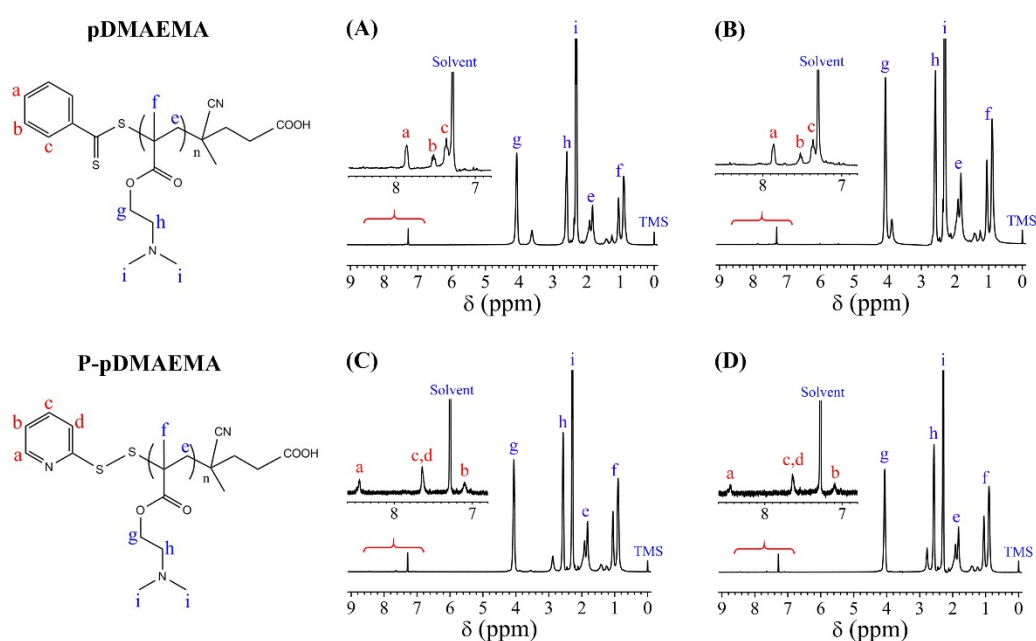 pDMAEMA
a
b
c
S
S
f
e
n
CN
COOH
O
O
g
h
N
i
i
(A)
Solvent
a
b
c
8
7
i
g
h
e
f
TMS
9 8 7 6 5 4 3 2 1 0
δ (ppm)
(B)
Solvent
a
b
c
8
7
i
g
h
e
f
TMS
9 8 7 6 5 4 3 2 1 0
δ (ppm)
P-pDMAEMA
c
b
d
a
N
S
S
f
e
n
CN
COOH
O
O
g
h
N
i
i
(C)
Solvent
a
c,d
b
8
7
i
g
h
e
f
TMS
9 8 7 6 5 4 3 2 1 0
δ (ppm)
(D)
Solvent
a
c,d
b
8
7
i
g
h
e
f
TMS
9 8 7 6 5 4 3 2 1 0
δ (ppm)